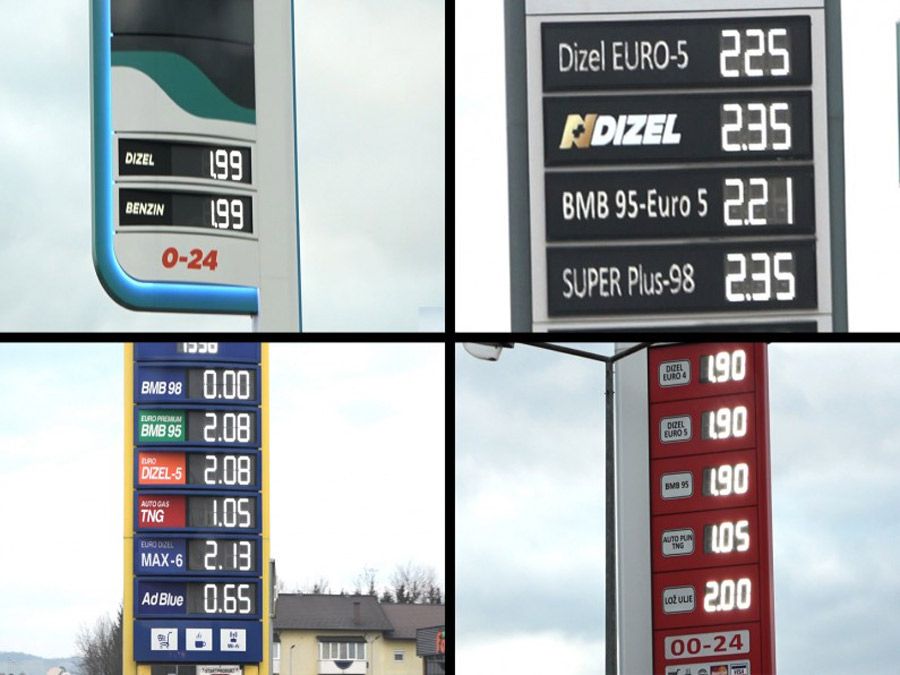 DIZEL 1.99
BENZIN 1.99
0-24
Dizel EURO-5 2.25
NDIZEL 2.35
BMB 95-Euro 5 2.21
SUPER Plus-98 2.35
BMB 98 0.00
EURO PREMIUM
BMB 95 2.08
EURO
DIZEL-5 2.08
AUTO GAS
TNG 1.05
EURO DIZEL
MAX-6 2.13
Ad Blue 0.65
Wi-Fi
DIZEL
EURO 4 1.90
DIZEL
EURO 5 1.90
BMB 95 1.90
AUTO PLIN
TNG 1.05
LOŽ ULJE 2.00
00-24